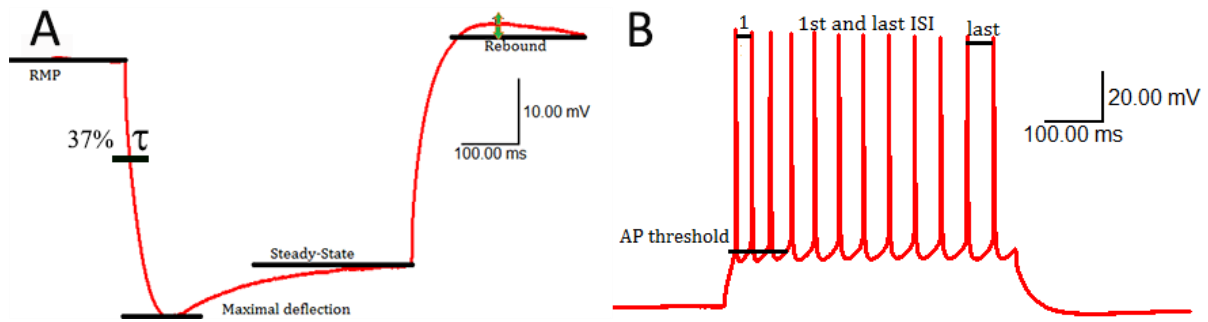 A
RMP
37% τ
Maximal deflection
Steady-State
Rebound
10.00 mV
100.00 ms
B
1 1st and last ISI last
AP threshold
20.00 mV
100.00 ms